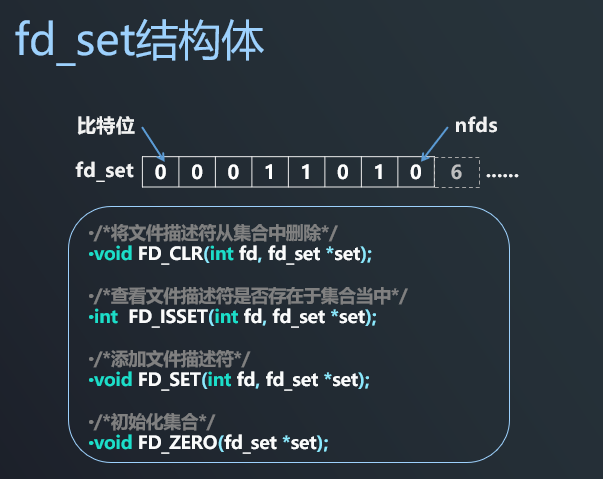 fd_set结构体
比特位 nfds
fd_set 0 0 0 1 1 0 1 0 6 ......
•/*将文件描述符从集合中删除*/
•void FD_CLR(int fd, fd_set *set);
•/*查看文件描述符是否存在于集合当中*/
•int FD_ISSET(int fd, fd_set *set);
•/*添加文件描述符*/
•void FD_SET(int fd, fd_set *set);
•/*初始化集合*/
•void FD_ZERO(fd_set *set);